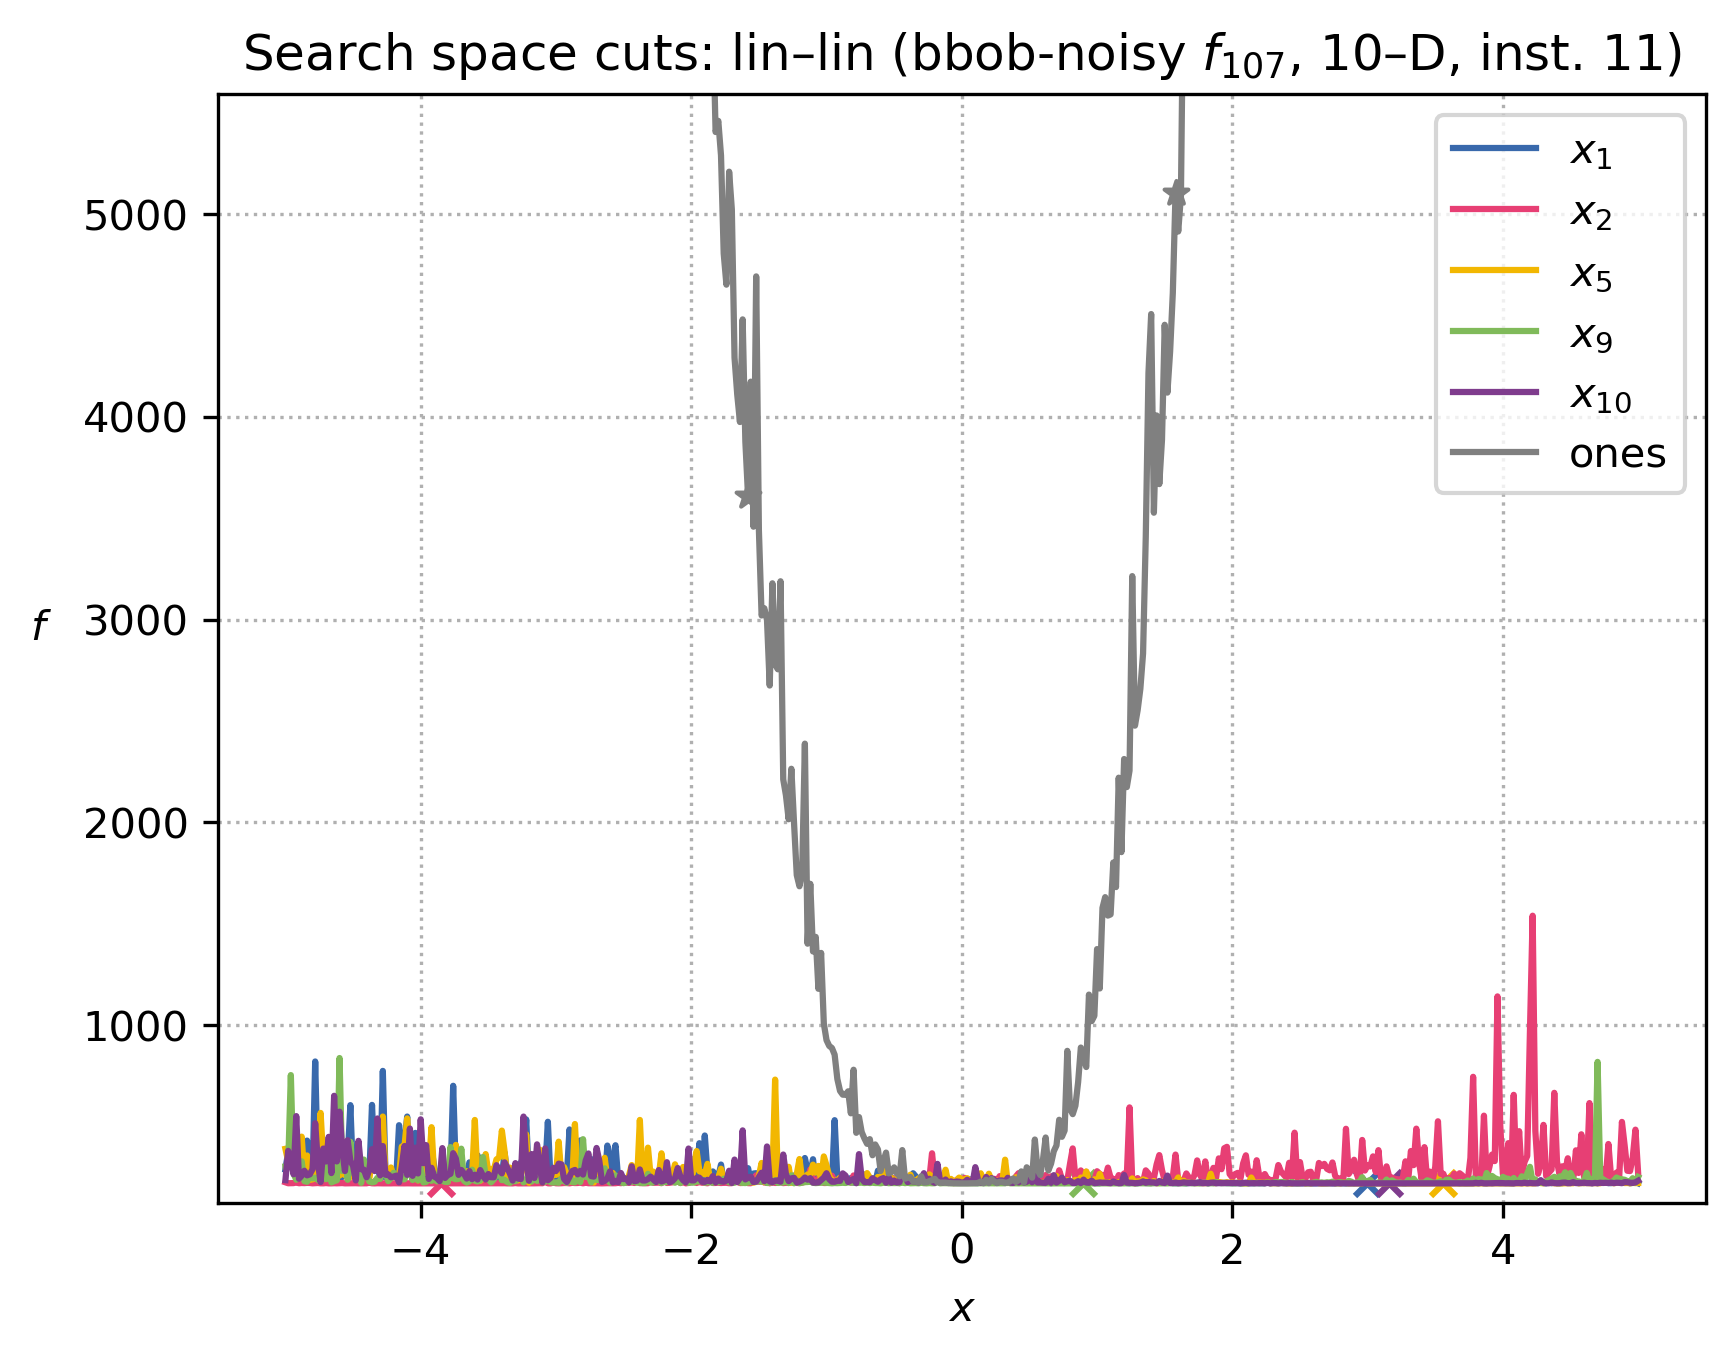 Search space cuts: lin–lin (bbob-noisy f107, 10–D, inst. 11)
f
5000
4000
3000
2000
1000
−4 −2 0 2 4
x
x1
x2
x5
x9
x10
ones